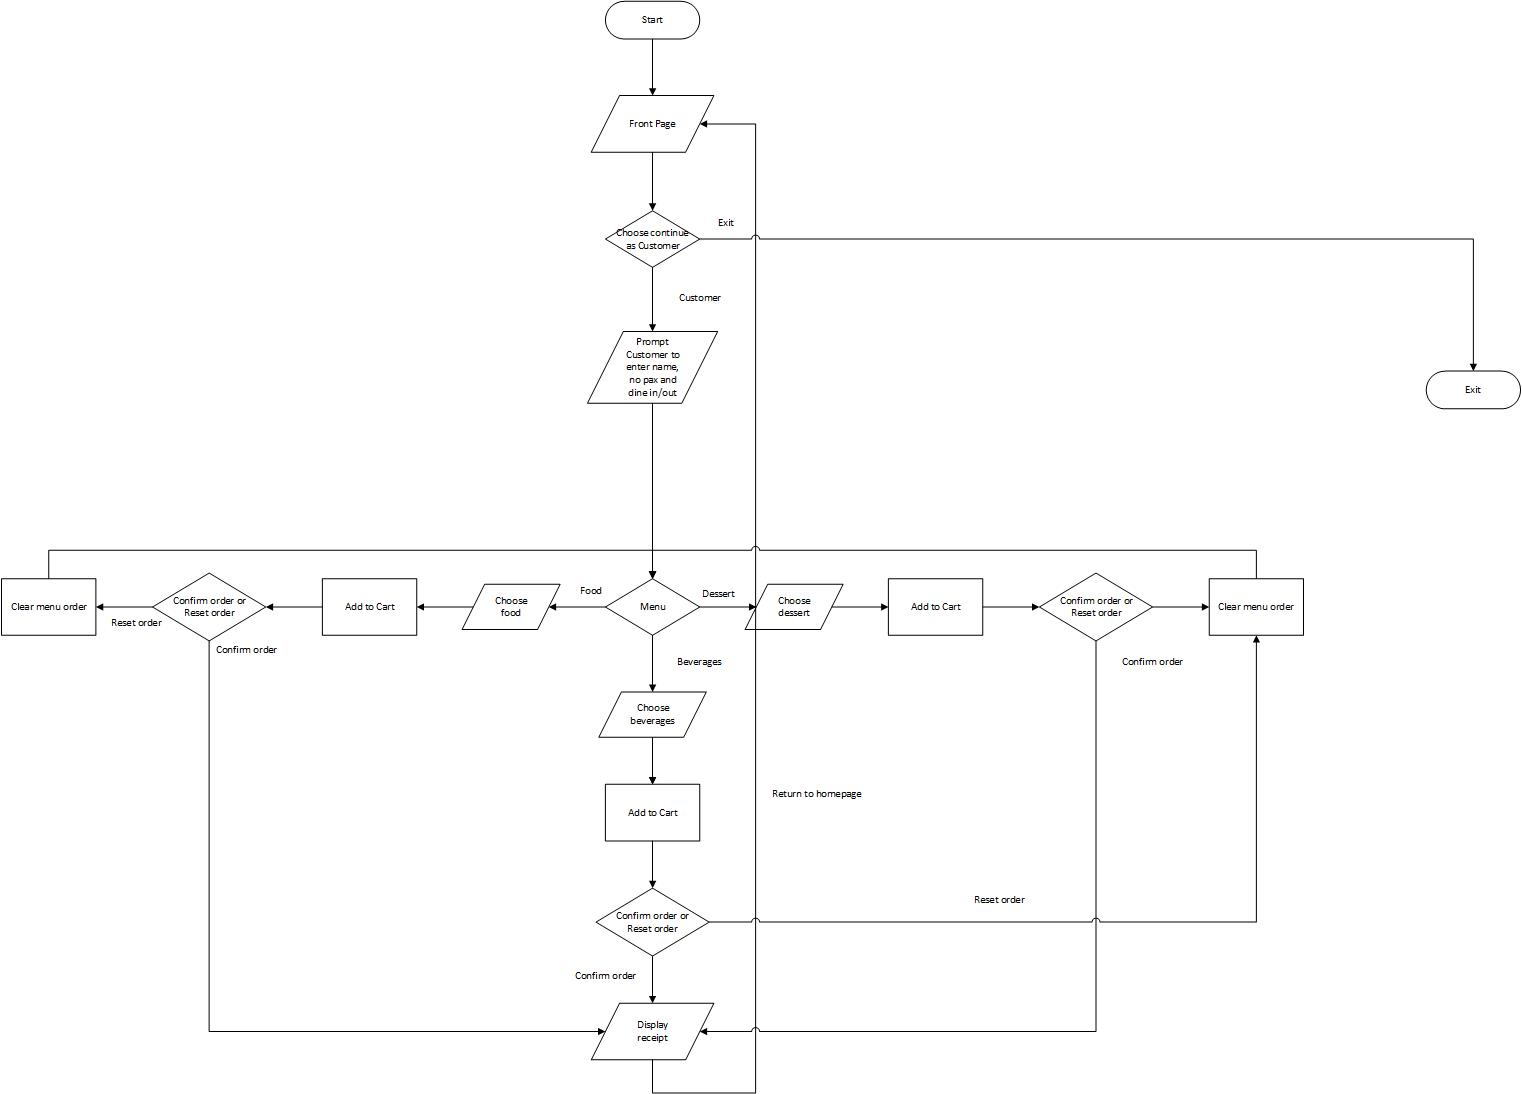 Start
Front Page
Exit
Choose continue
as Customer
Customer
Prompt
Customer to
enter name,
no pax and
dine in/out
Exit
Clear menu order
Reset order
Confirm order or
Reset order
Confirm order
Add to Cart
Choose
food
Food
Menu
Dessert
Choose
dessert
Add to Cart
Confirm order or
Reset order
Confirm order
Clear menu order
Beverages
Choose
beverages
Return to homepage
Add to Cart
Reset order
Confirm order or
Reset order
Confirm order
Display
receipt